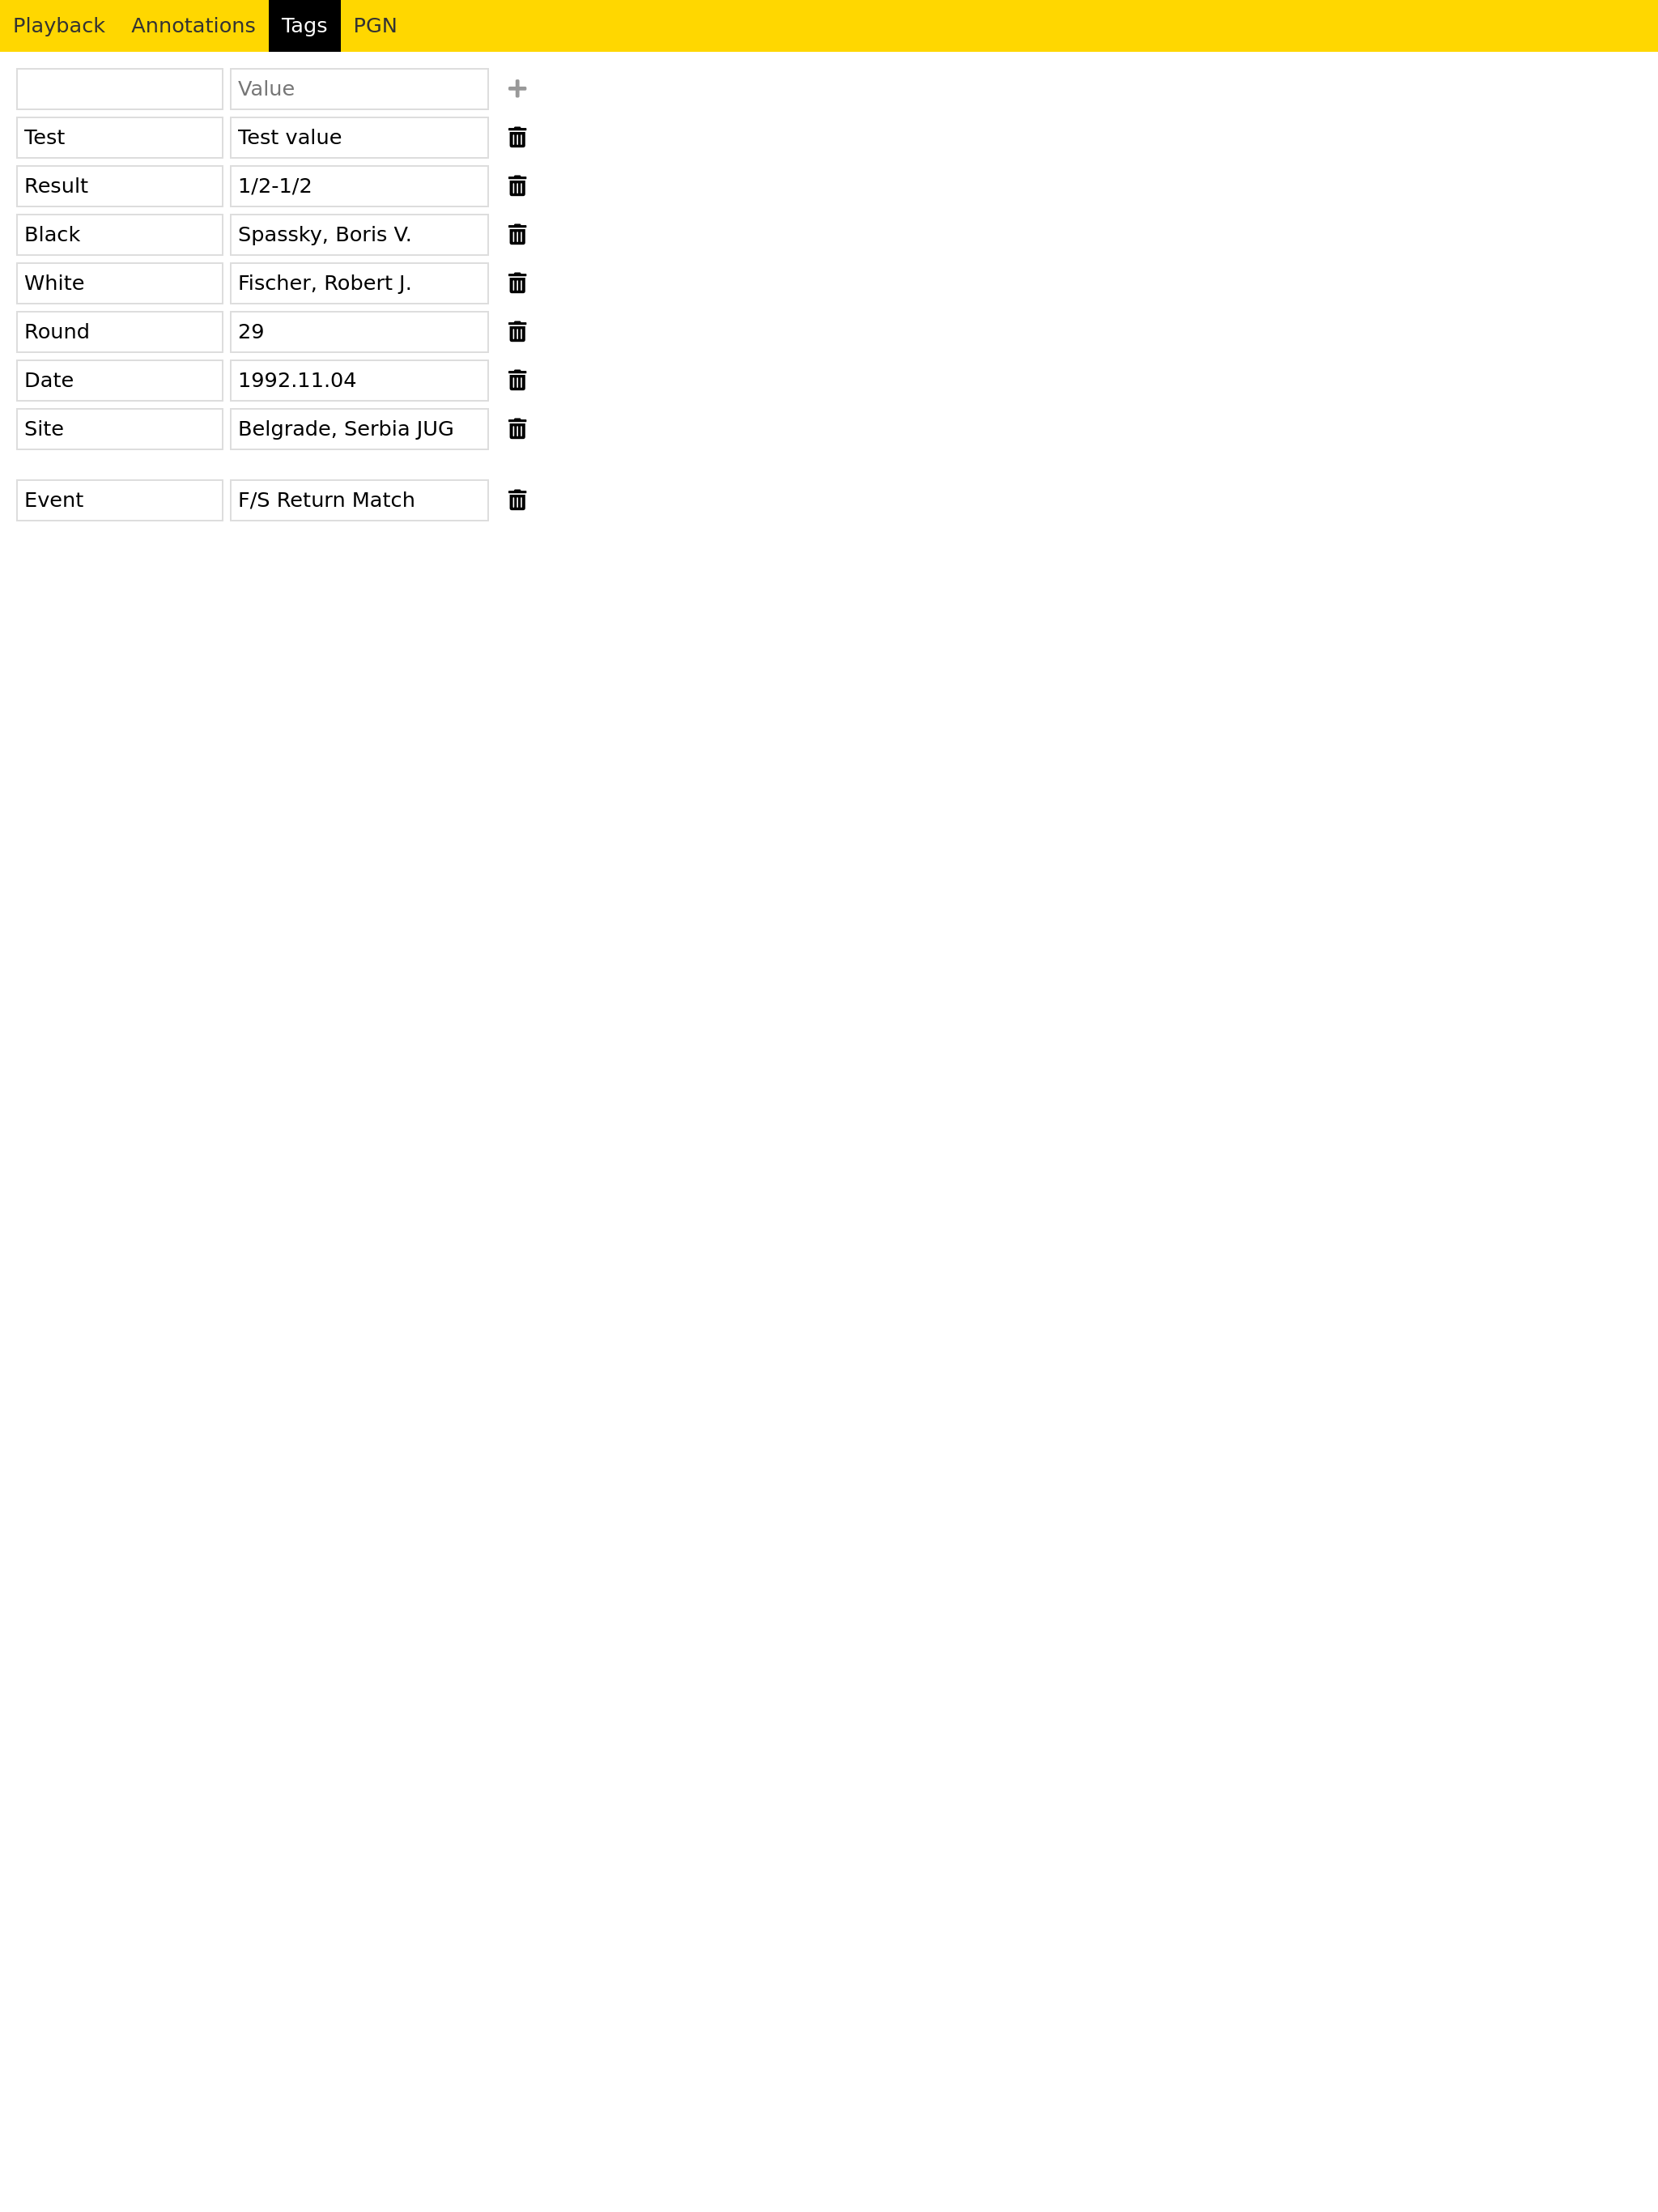 Playback Annotations Tags PGN
Value
Test Test value
Result 1/2-1/2
Black Spassky, Boris V.
White Fischer, Robert J.
Round 29
Date 1992.11.04
Site Belgrade, Serbia JUG
Event F/S Return Match